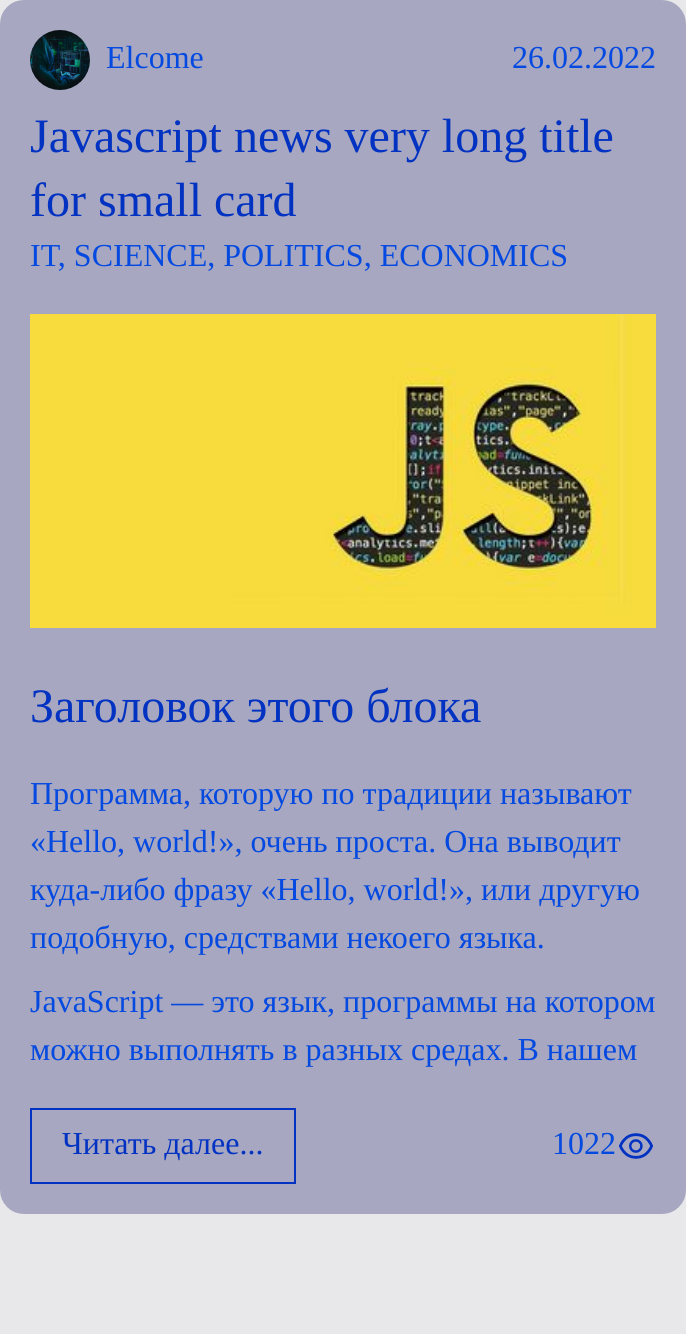 Elcome
26.02.2022
Javascript news very long title
for small card
IT, SCIENCE, POLITICS, ECONOMICS
JS
Заголовок этого блока
Программа, которую по традиции называют
«Hello, world!», очень проста. Она выводит
куда-либо фразу «Hello, world!», или другую
подобную, средствами некоего языка.
JavaScript — это язык, программы на котором
можно выполнять в разных средах. В нашем
Читать далее...
1022